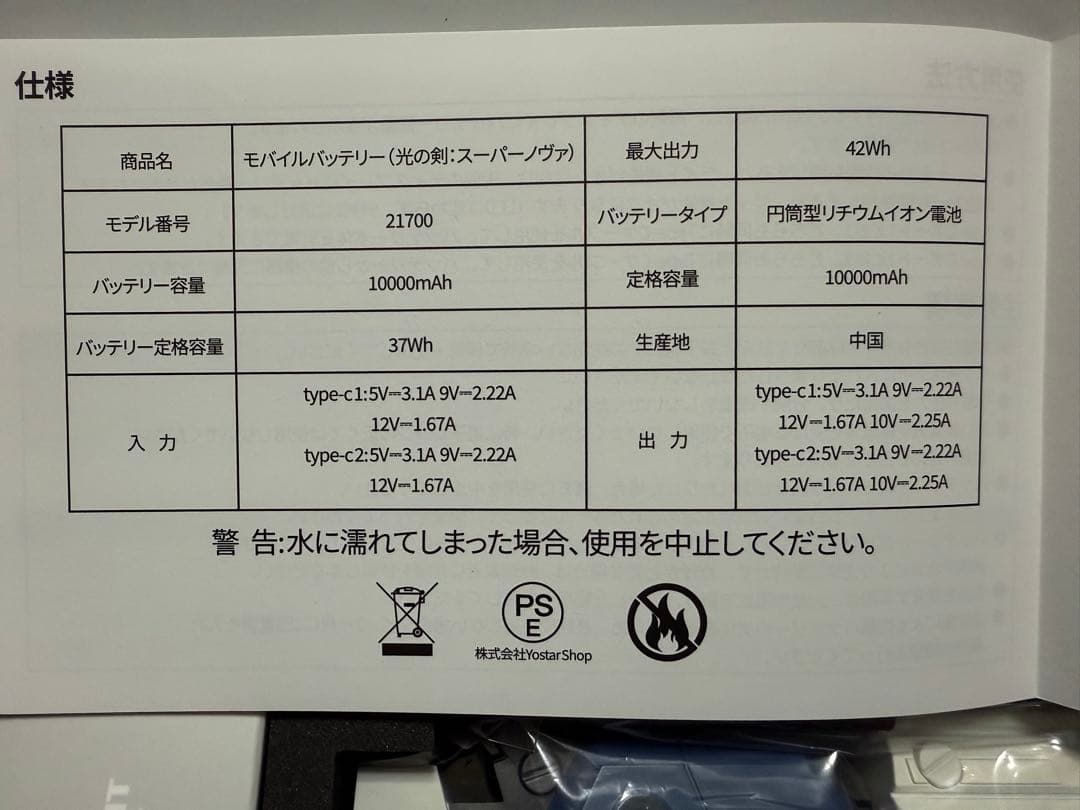 仕様
商品名 モバイルバッテリー(光の剣:スーパーノヴァ) 最大出力 42Wh
モデル番号 21700 バッテリータイプ 円筒型リチウムイオン電池
バッテリー容量 10000mAh 定格容量 10000mAh
バッテリー定格容量 37Wh 生産地 中国
入 力
type-c1:5V⎓3.1A 9V⎓2.22A
12V⎓1.67A
type-c2:5V⎓3.1A 9V⎓2.22A
12V⎓1.67A
出 力
type-c1:5V⎓3.1A 9V⎓2.22A
12V⎓1.67A 10V⎓2.25A
type-c2:5V⎓3.1A 9V⎓2.22A
12V⎓1.67A 10V⎓2.25A
警 告:水に濡れてしまった場合、使用を中止してください。
PS
E
株式会社YostarShop